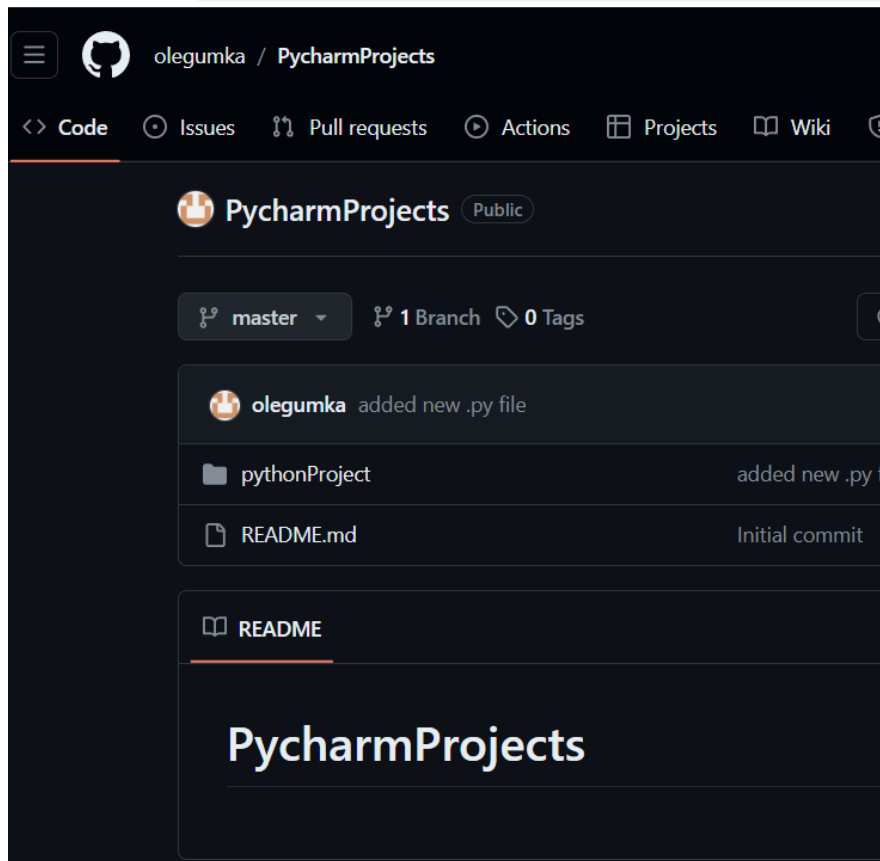 olegumka / PycharmProjects
Code Issues Pull requests Actions Projects Wiki
PycharmProjects Public
master 1 Branch 0 Tags
olegumka added new .py file
pythonProject added new .py
README.md Initial commit
README
PycharmProjects